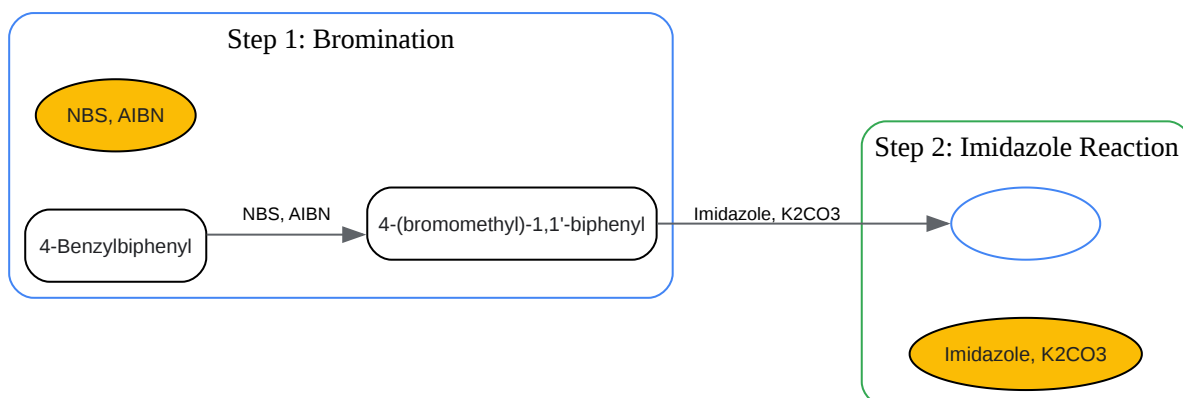 Step 1: Bromination
NBS, AIBN
4-Benzylbiphenyl
NBS, AIBN
4-(bromomethyl)-1,1'-biphenyl
Imidazole, K2CO3
Step 2: Imidazole Reaction
Imidazole, K2CO3